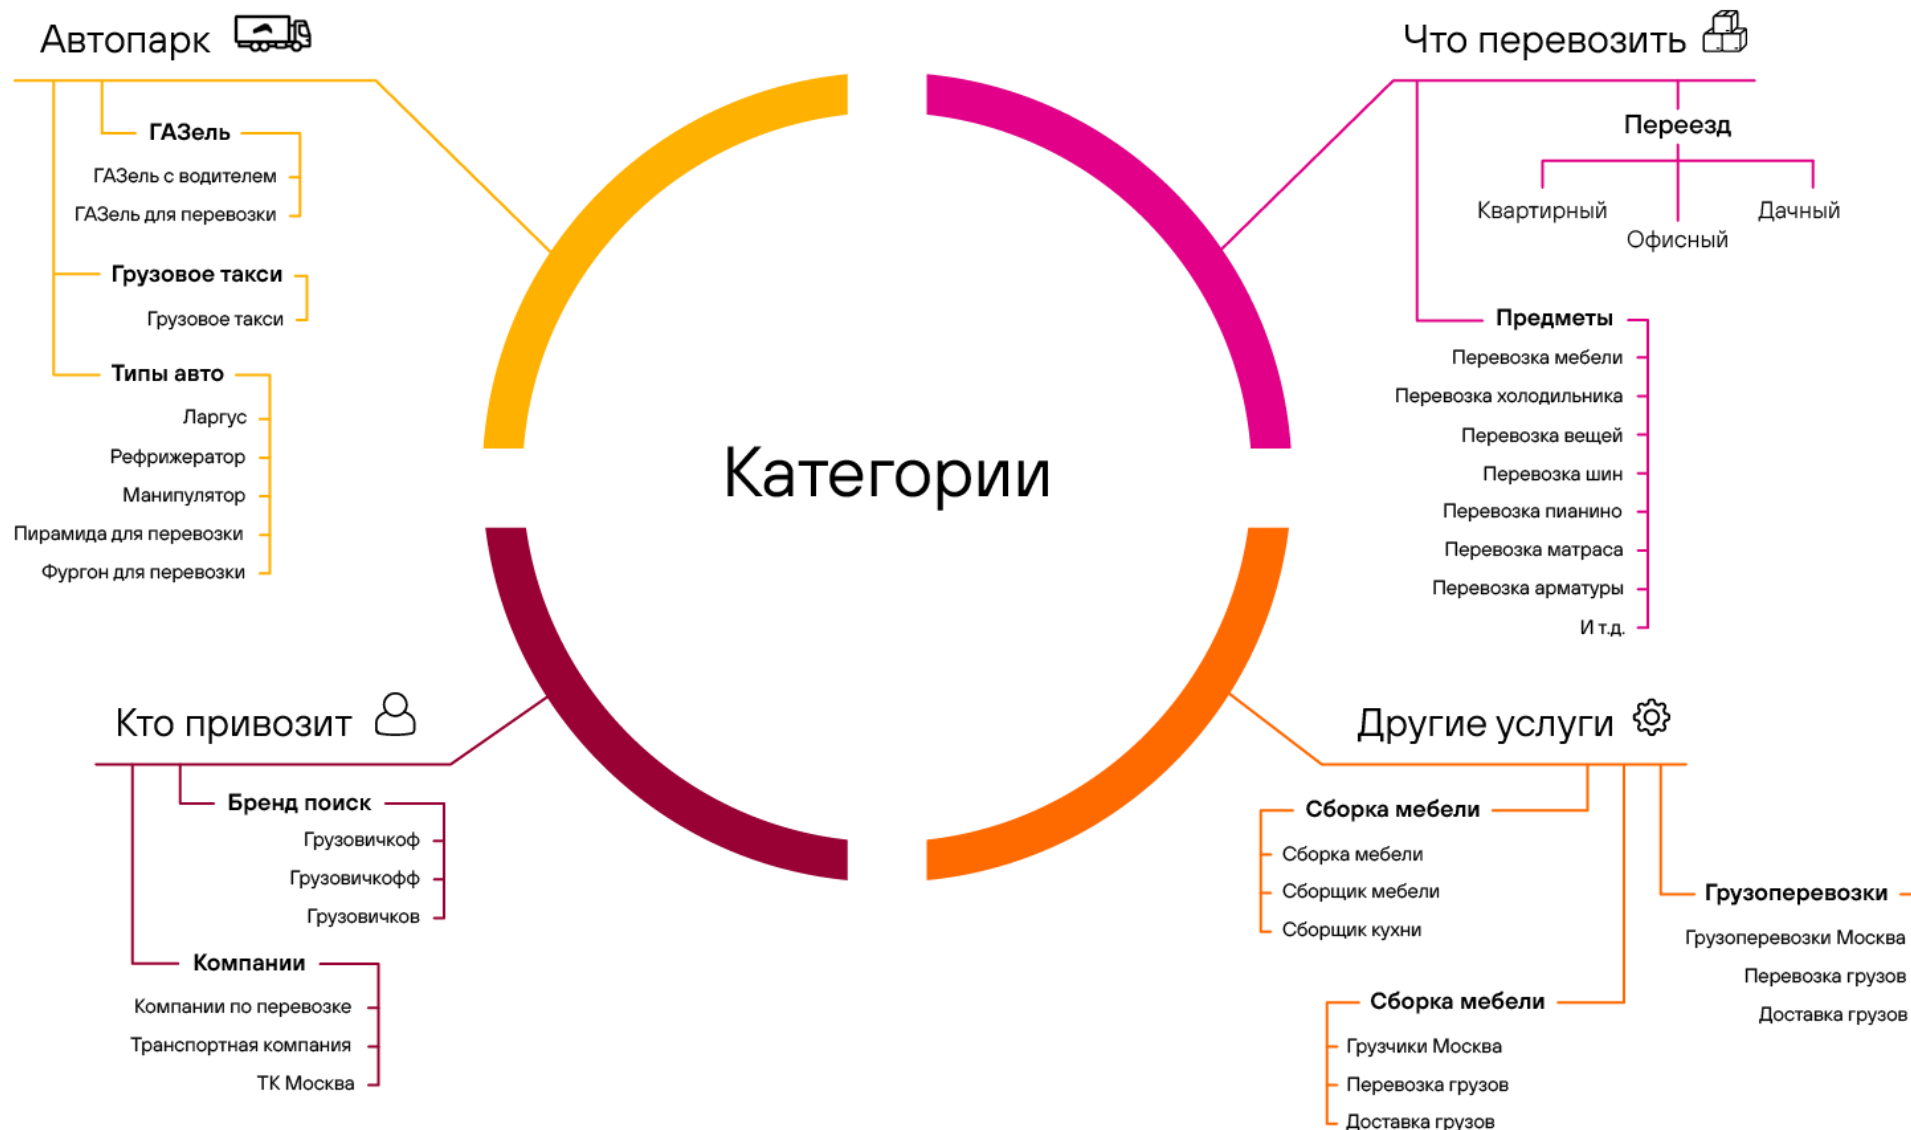 Автопарк
ГАЗель
ГАЗель с водителем
ГАЗель для перевозки
Грузовое такси
Грузовое такси
Типы авто
Ларгус
Рефрижератор
Манипулятор
Пирамида для перевозки
Фургон для перевозки
Что перевозить
Переезд
Квартирный
Офисный
Дачный
Предметы
Перевозка мебели
Перевозка холодильника
Перевозка вещей
Перевозка шин
Перевозка пианино
Перевозка матраса
Перевозка арматуры
И т.д.
Категории
Кто привозит
Бренд поиск
Грузовичкоф
Грузовичкофф
Грузовичков
Компании
Компании по перевозке
Транспортная компания
ТК Москва
Другие услуги
Сборка мебели
Сборка мебели
Сборщик мебели
Сборщик кухни
Сборка мебели
Грузчики Москва
Перевозка грузов
Доставка грузов
Грузоперевозки
Грузоперевозки Москва
Перевозка грузов
Доставка грузов